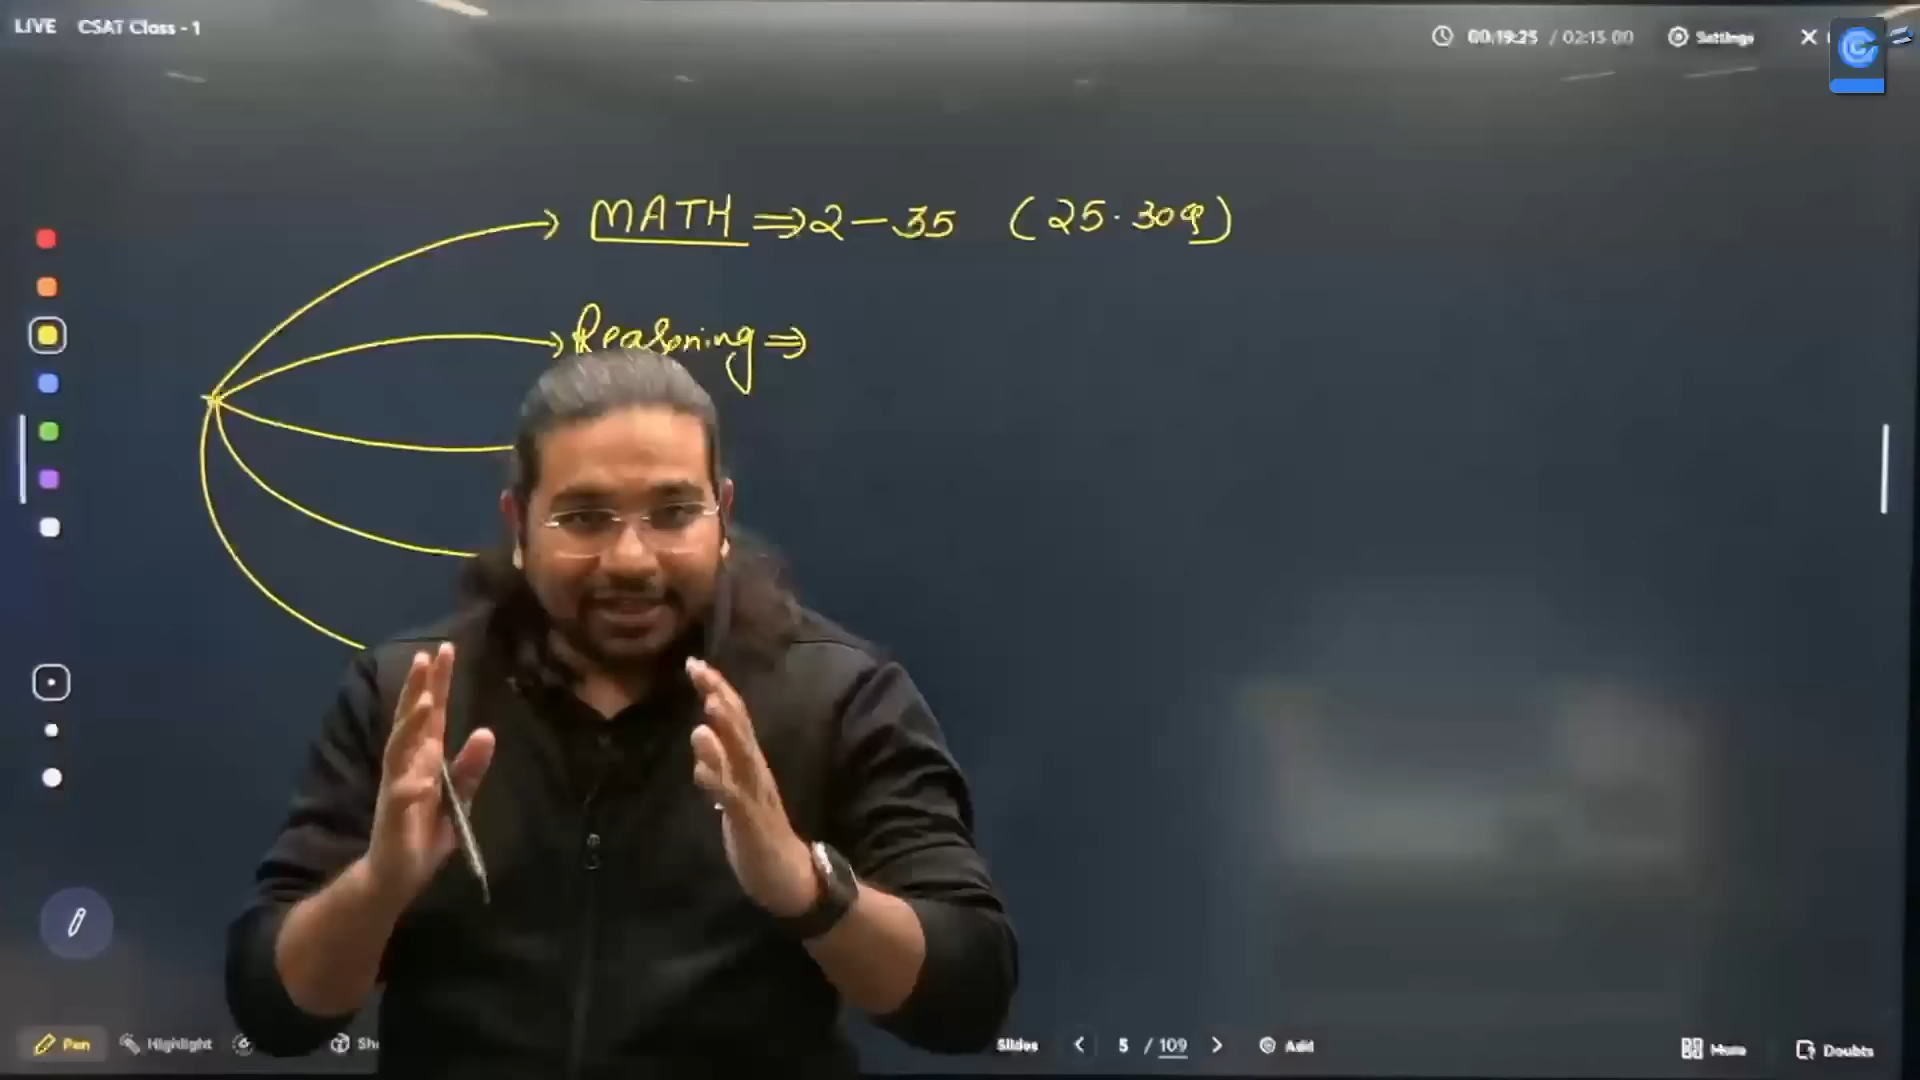 LIVE CSAT Class - 1
00:19:25 / 02:15:00 Settings
MATH ⇒ 2 - 35 (25-30q)
Reasoning ⇒
Pen Highlight Slides 5 / 109 Add More Doubts